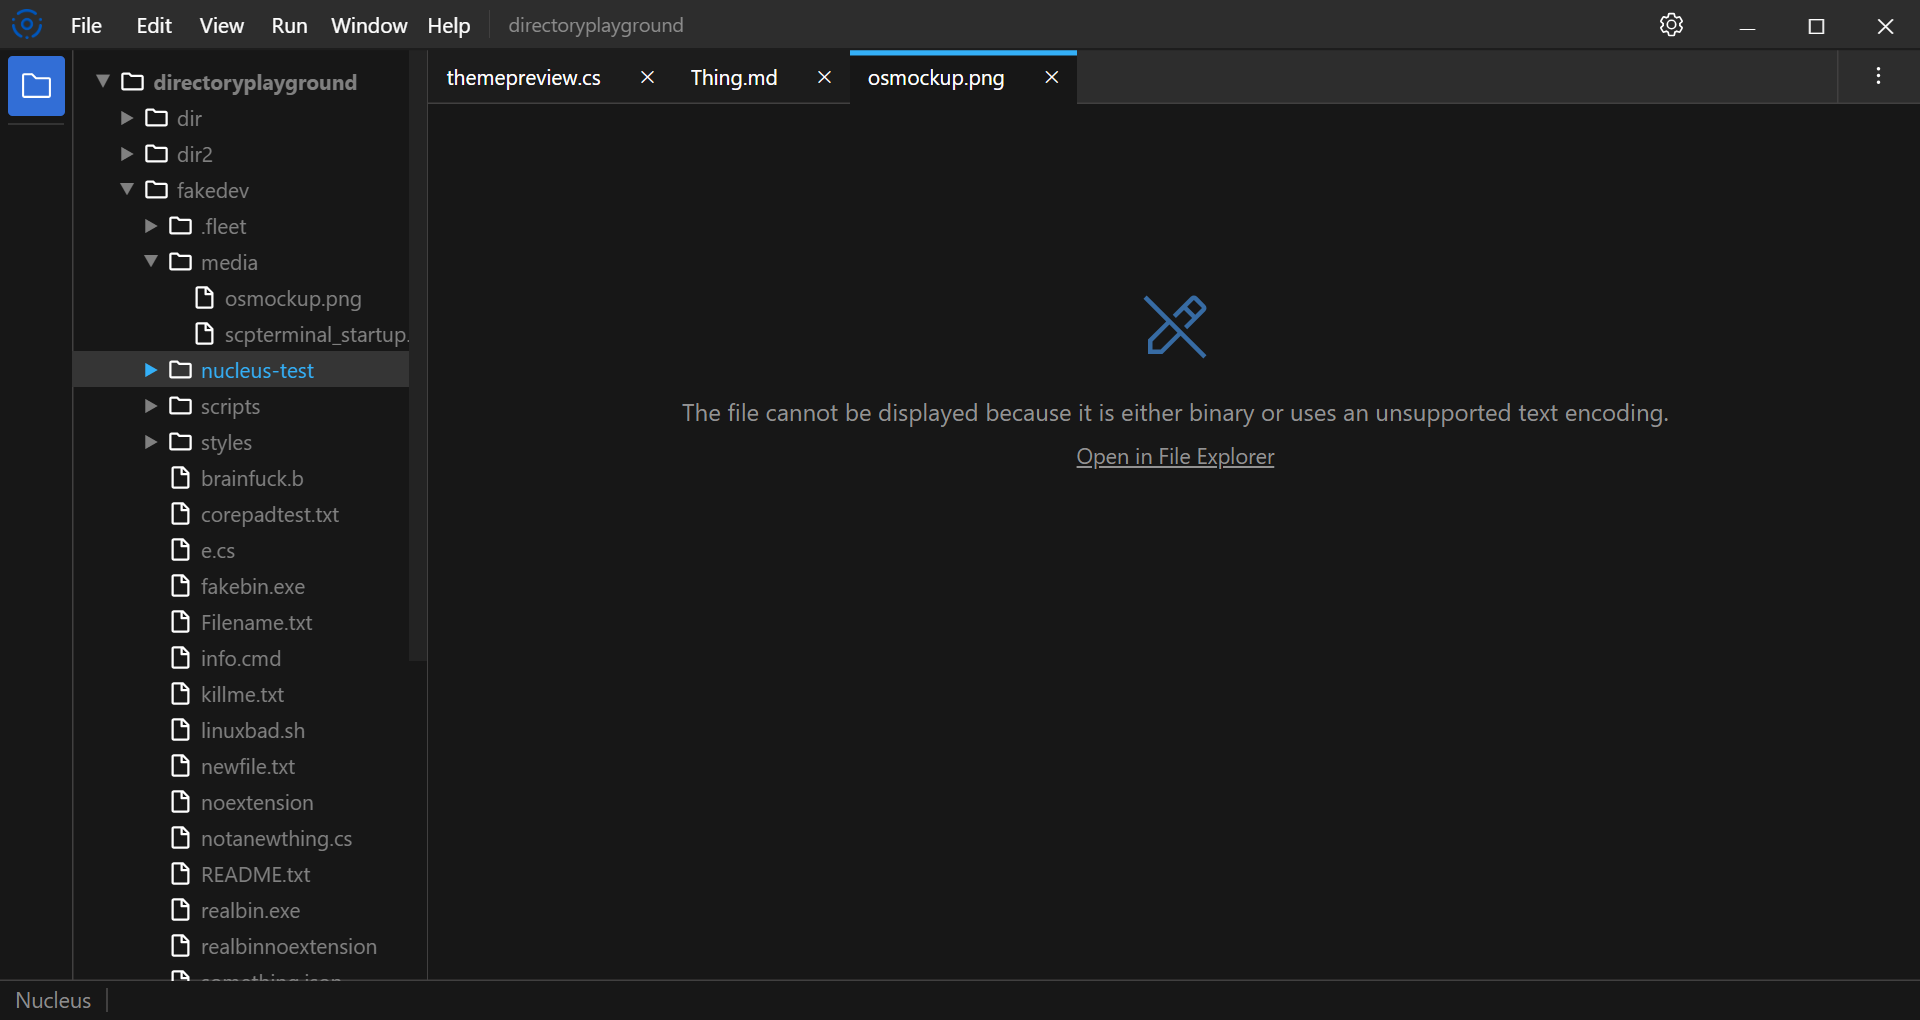 File Edit View Run Window Help directoryplayground
themepreview.cs Thing.md osmockup.png
directoryplayground
dir
dir2
fakedev
.fleet
media
osmockup.png
scpterminal_startup.
nucleus-test
scripts
styles
brainfuck.b
corepadtest.txt
e.cs
fakebin.exe
Filename.txt
info.cmd
killme.txt
linuxbad.sh
newfile.txt
noextension
notanewthing.cs
README.txt
realbin.exe
realbinnoextension
something.json
The file cannot be displayed because it is either binary or uses an unsupported text encoding.
Open in File Explorer
Nucleus